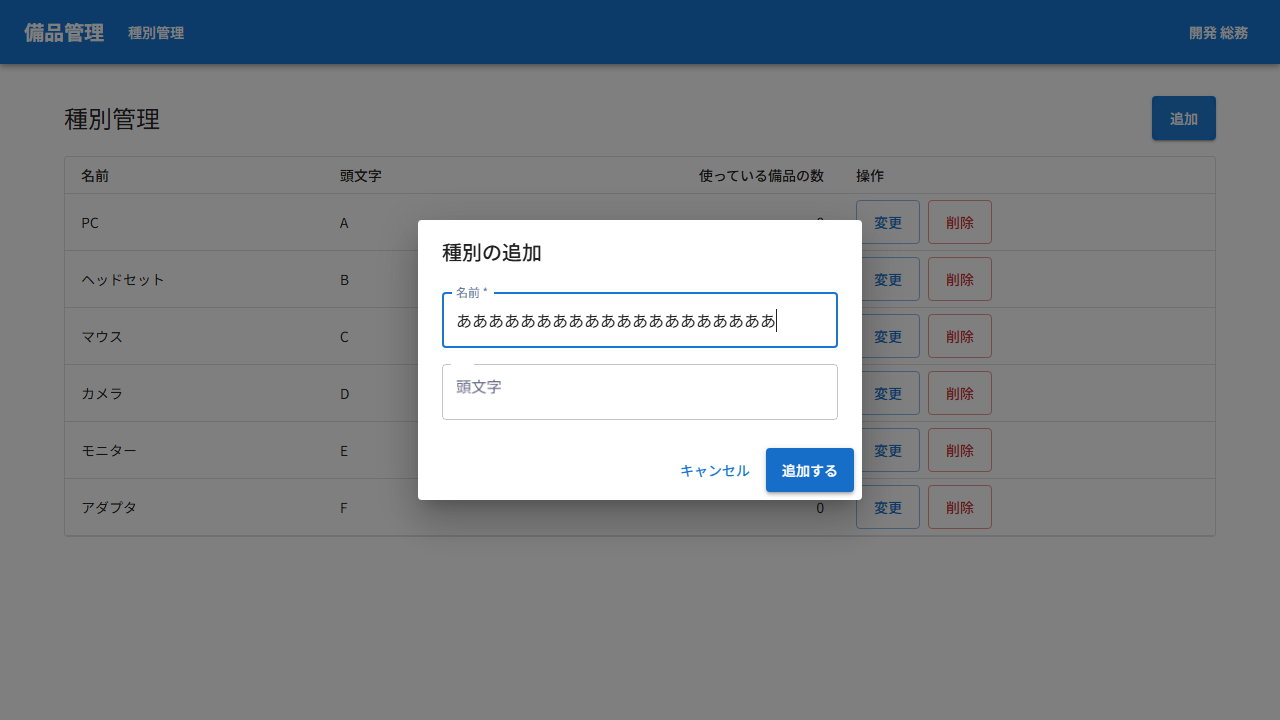 備品管理 種別管理 開発 総務
種別管理 追加
名前 頭文字 使っている備品の数 操作
PC A 変更 削除
ヘッドセット B 変更 削除
マウス C 変更 削除
カメラ D 変更 削除
モニター E 変更 削除
アダプタ F 0 変更 削除
種別の追加
名前 *
ああああああああああああああああああああ
頭文字
キャンセル 追加する